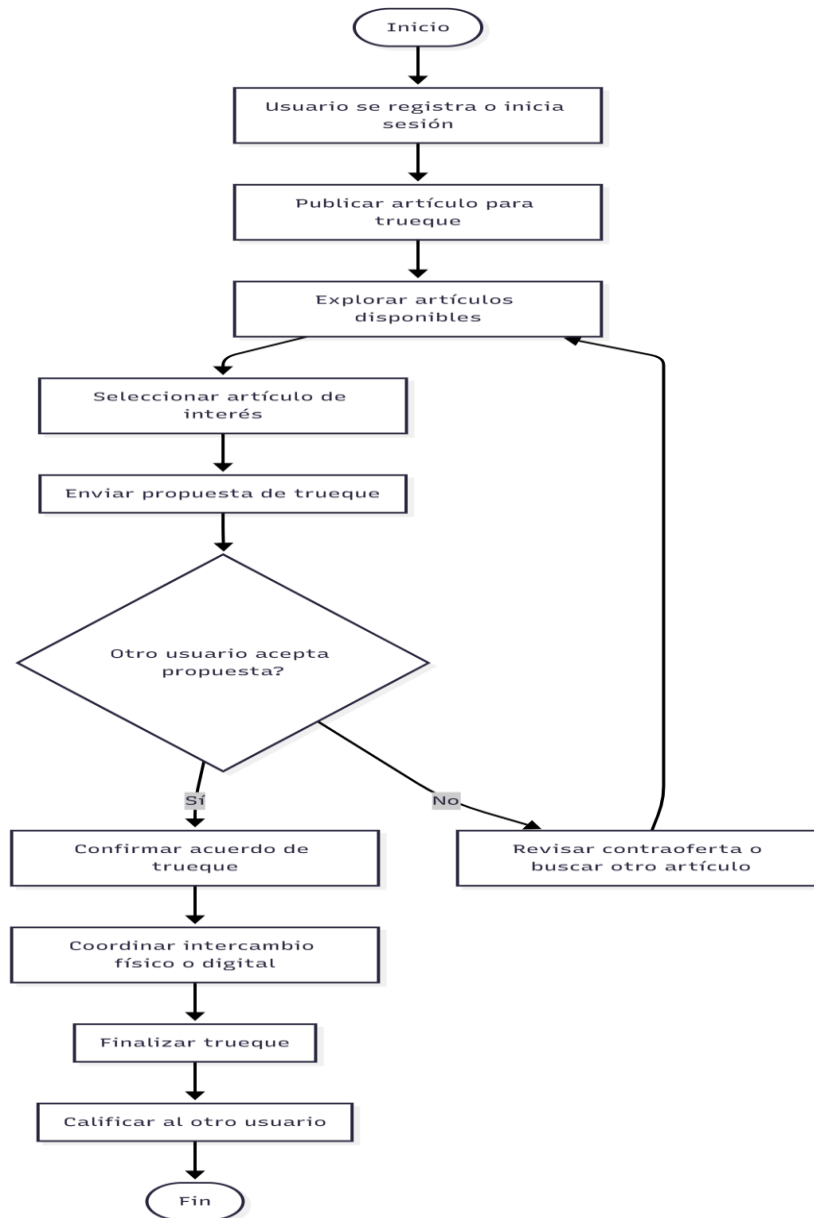 Inicio
Usuario se registra o inicia
sesión
Publicar artículo para
trueque
Explorar artículos
disponibles
Seleccionar artículo de
interés
Enviar propuesta de trueque
Otro usuario acepta
propuesta?
Sí
No
Confirmar acuerdo de
trueque
Revisar contraoferta o
buscar otro artículo
Coordinar intercambio
físico o digital
Finalizar trueque
Calificar al otro usuario
Fin